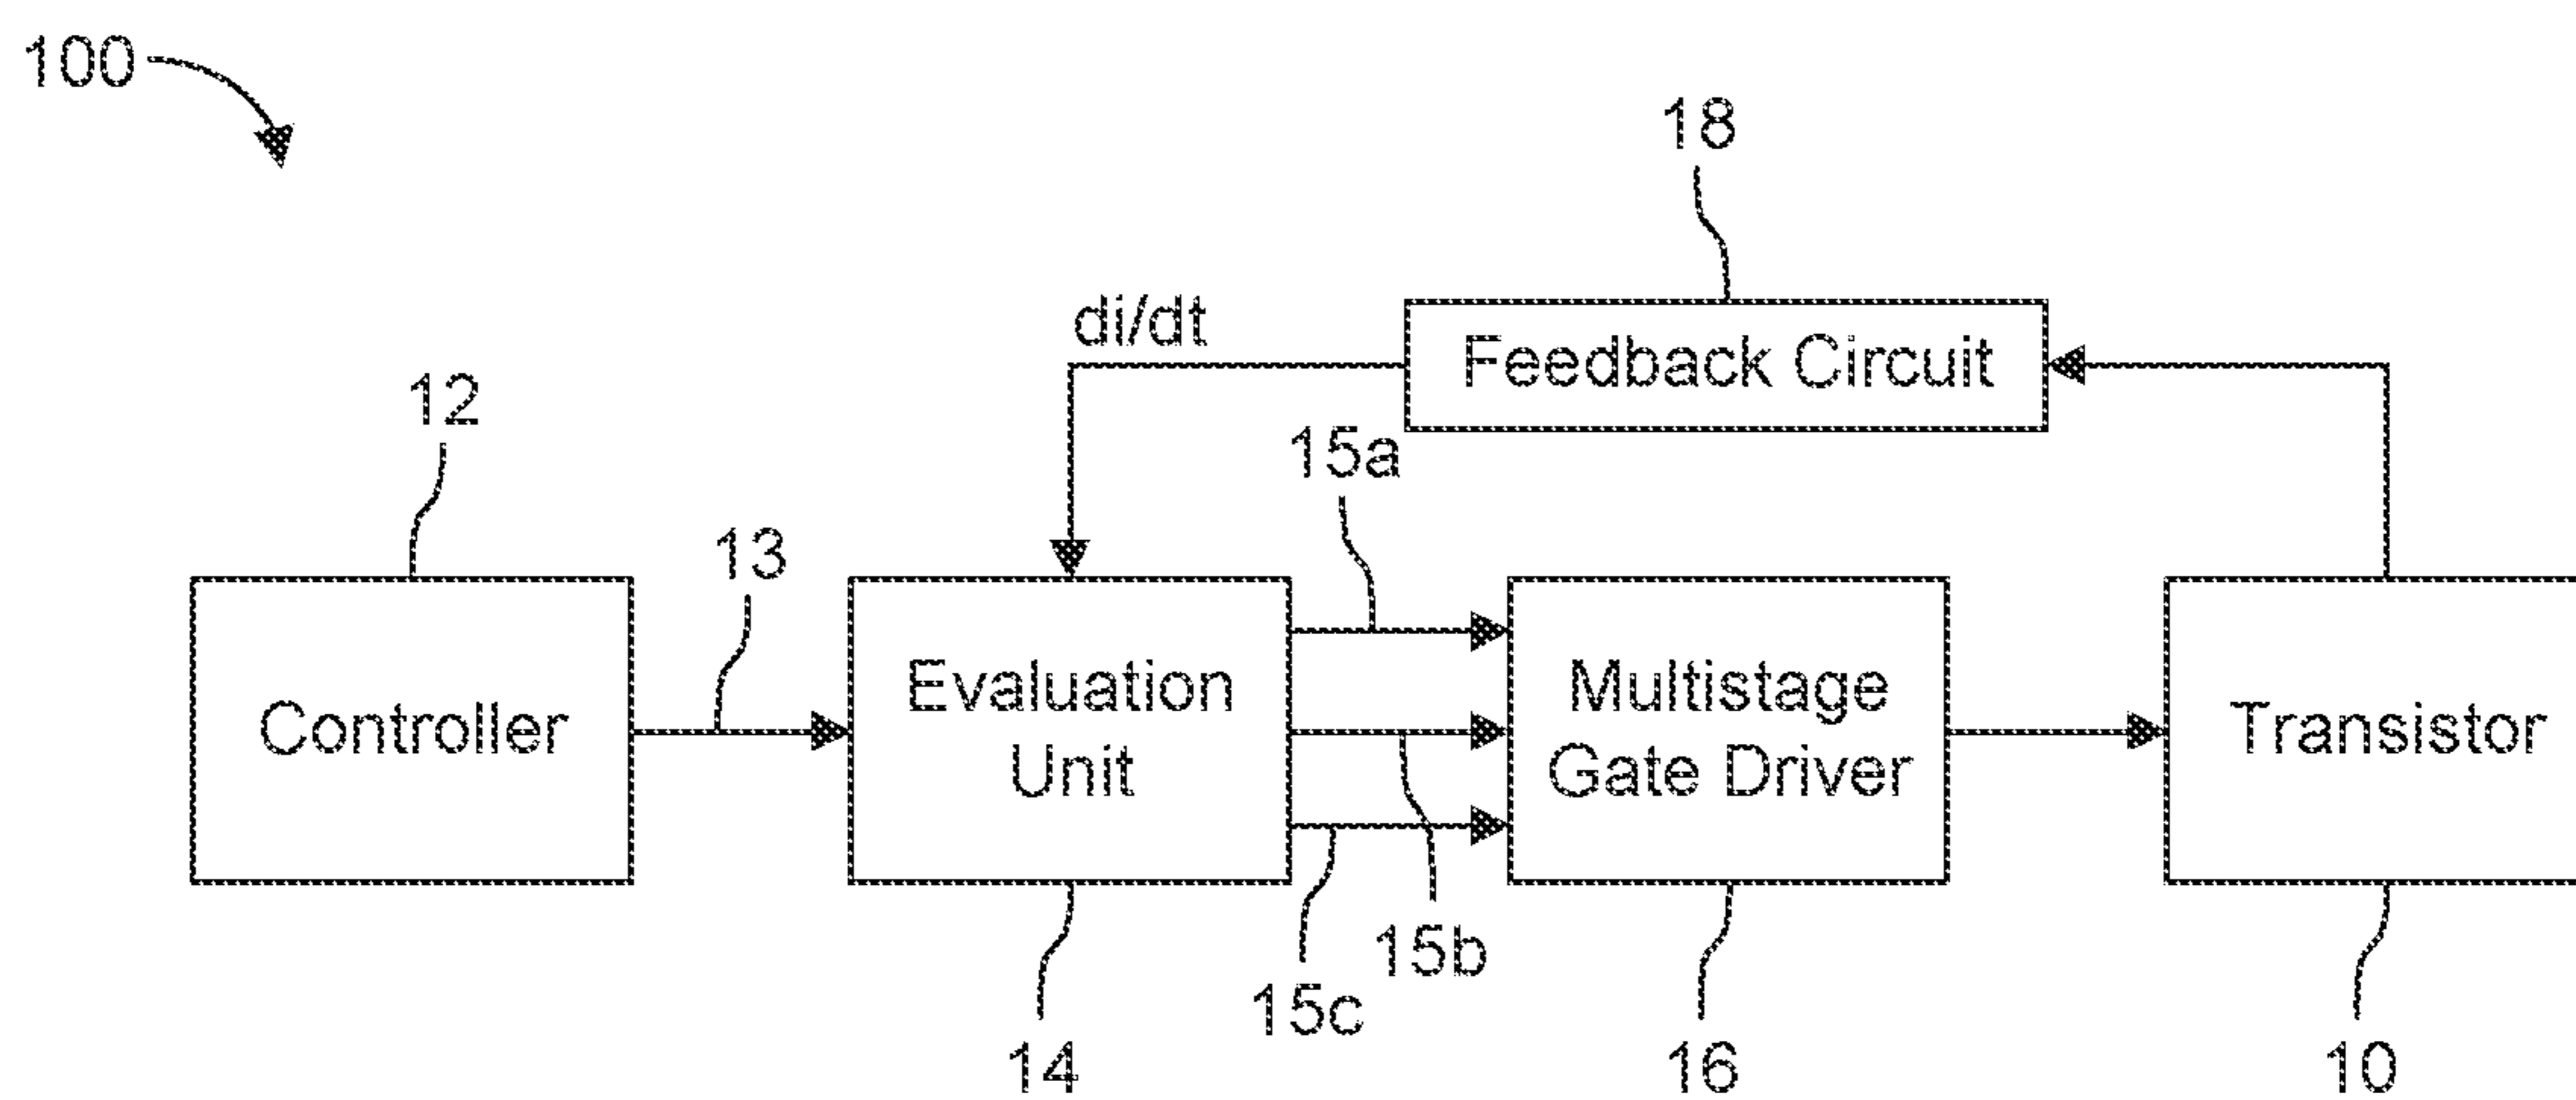 100
18
di/dt
Feedback Circuit
12
15a
13
Controller
Evaluation
Unit
Multistage
Gate Driver
Transistor
15b
15c
14
16
10